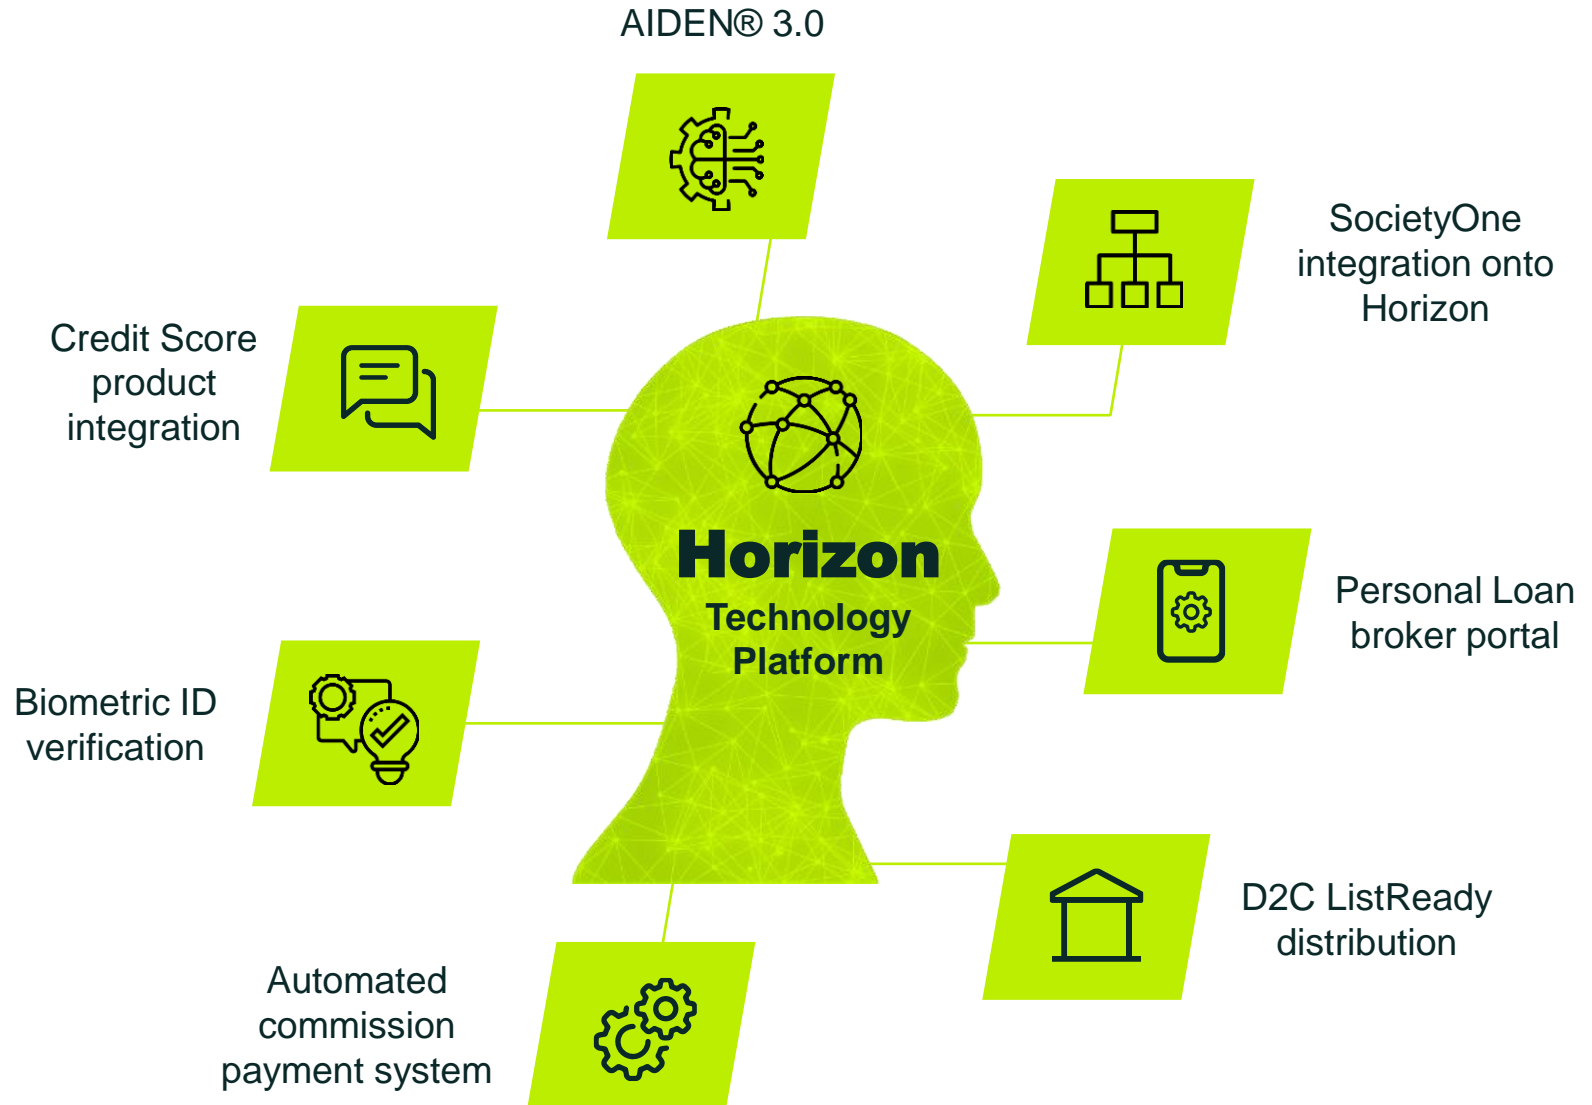 AIDEN® 3.0
SocietyOne
integration onto
Horizon
Credit Score
product
integration
Horizon
Technology
Platform
Personal Loan
broker portal
Biometric ID
verification
D2C ListReady
distribution
Automated
commission
payment system